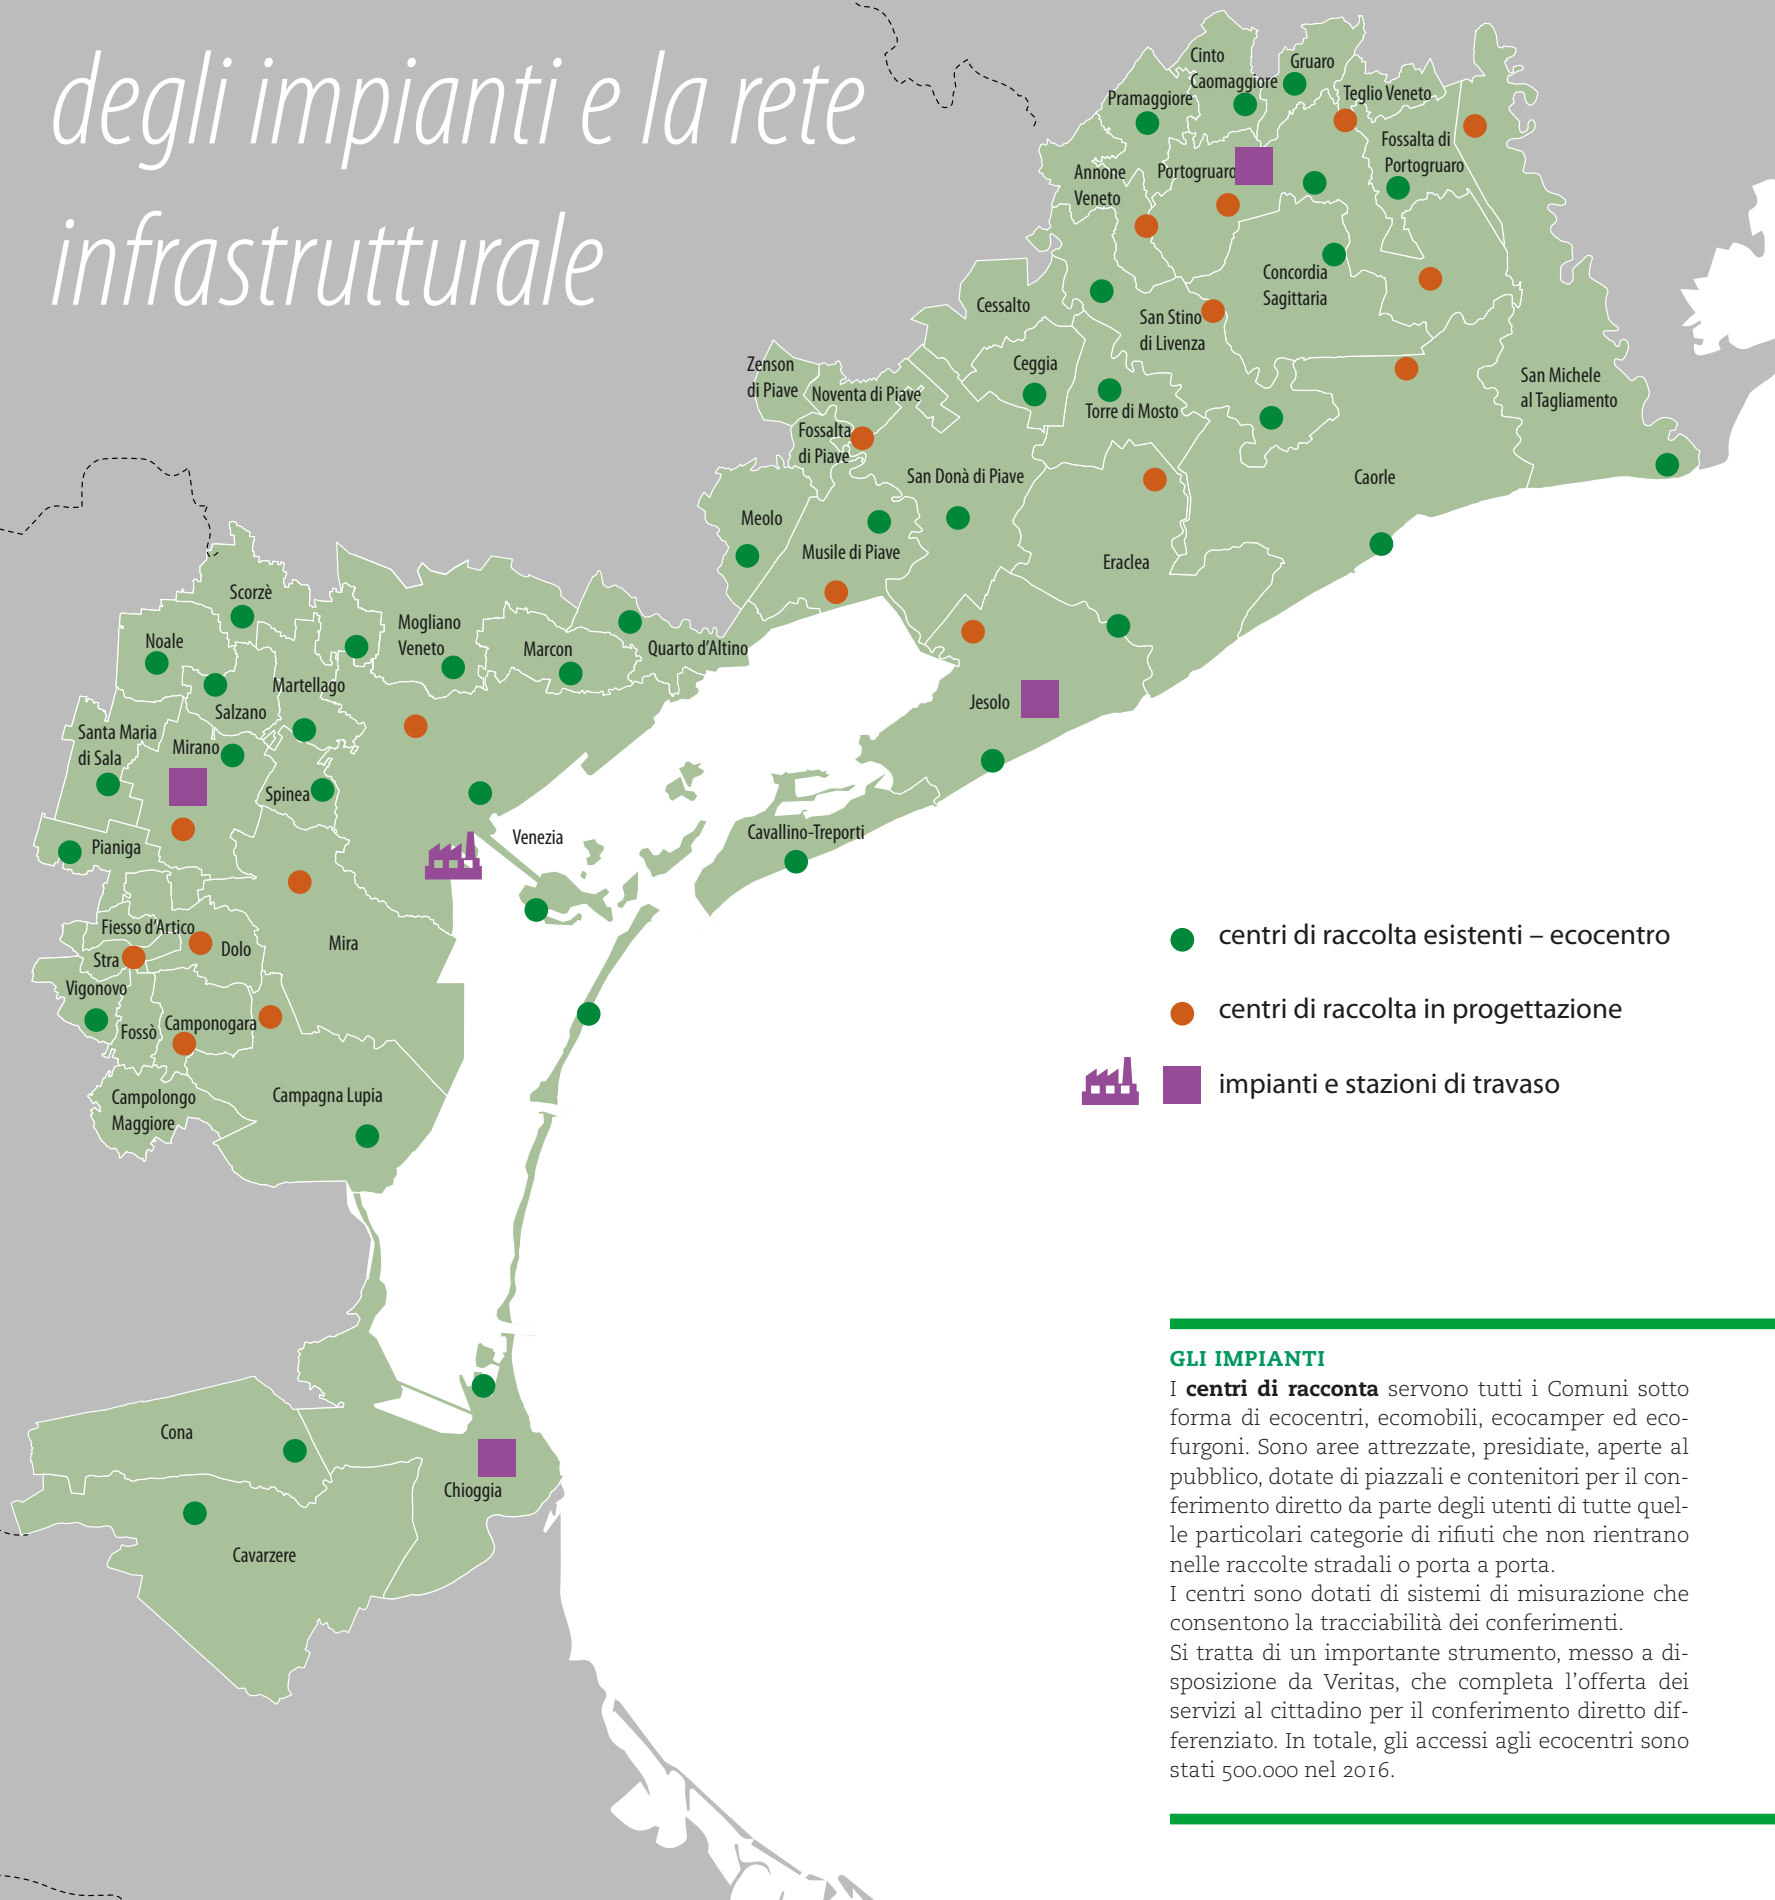 degli impianti e la rete
infrastrutturale
Cinto
Caomaggiore
Gruaro
Pramaggiore
Teglio Veneto
Fossalta di
Portogruaro
Annone
Veneto
Portogruaro
Concordia
Sagittaria
Cessalto
San Stino
di Livenza
Ceggia
Zenson
di Piave
Noventa di Piave
San Michele
al Tagliamento
Torre di Mosto
Fossalta
di Piave
San Donà di Piave
Caorle
Meolo
Musile di Piave
Eraclea
Scorzè
Mogliano
Veneto
Noale
Marcon
Quarto d'Altino
Martellago
Salzano
Jesolo
Santa Maria
di Sala
Mirano
Spinea
Venezia
Cavallino-Treporti
Pianiga
Fiesso d'Artico
Dolo
Mira
Stra
Vigonovo
Fossò
Camponogara
Campolongo
Maggiore
Campagna Lupia
Cona
Chioggia
Cavarzere
centri di raccolta esistenti – ecocentro
centri di raccolta in progettazione
impianti e stazioni di travaso
GLI IMPIANTI
I centri di racconta servono tutti i Comuni sotto
forma di ecocentri, ecomobili, ecocamper ed eco-
furgoni. Sono aree attrezzate, presidiate, aperte al
pubblico, dotate di piazzali e contenitori per il con-
ferimento diretto da parte degli utenti di tutte quel-
le particolari categorie di rifiuti che non rientrano
nelle raccolte stradali o porta a porta.
I centri sono dotati di sistemi di misurazione che
consentono la tracciabilità dei conferimenti.
Si tratta di un importante strumento, messo a di-
sposizione da Veritas, che completa l'offerta dei
servizi al cittadino per il conferimento diretto dif-
ferenziato. In totale, gli accessi agli ecocentri sono
stati 500.000 nel 2016.